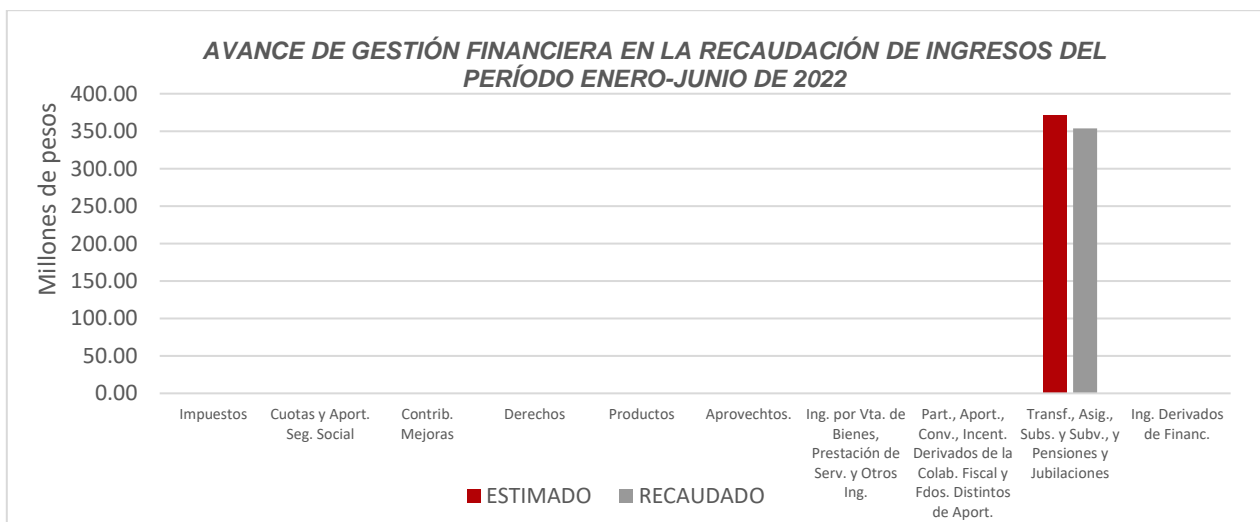 AVANCE DE GESTIÓN FINANCIERA EN LA RECAUDACIÓN DE INGRESOS DEL
PERÍODO ENERO-JUNIO DE 2022
Millones de pesos
400.00
350.00
300.00
250.00
200.00
150.00
100.00
50.00
0.00
Impuestos
Cuotas y Aport.
Seg. Social
Contrib.
Mejoras
Derechos
Productos
Aprovechtos.
Ing. por Vta. de
Bienes,
Prestación de
Serv. y Otros
Ing.
Part., Aport.,
Conv., Incent.
Derivados de la
Colab. Fiscal y
Fdos. Distintos
de Aport.
Transf., Asig.,
Subs. y Subv., y
Pensiones y
Jubilaciones
Ing. Derivados
de Financ.
ESTIMADO
RECAUDADO